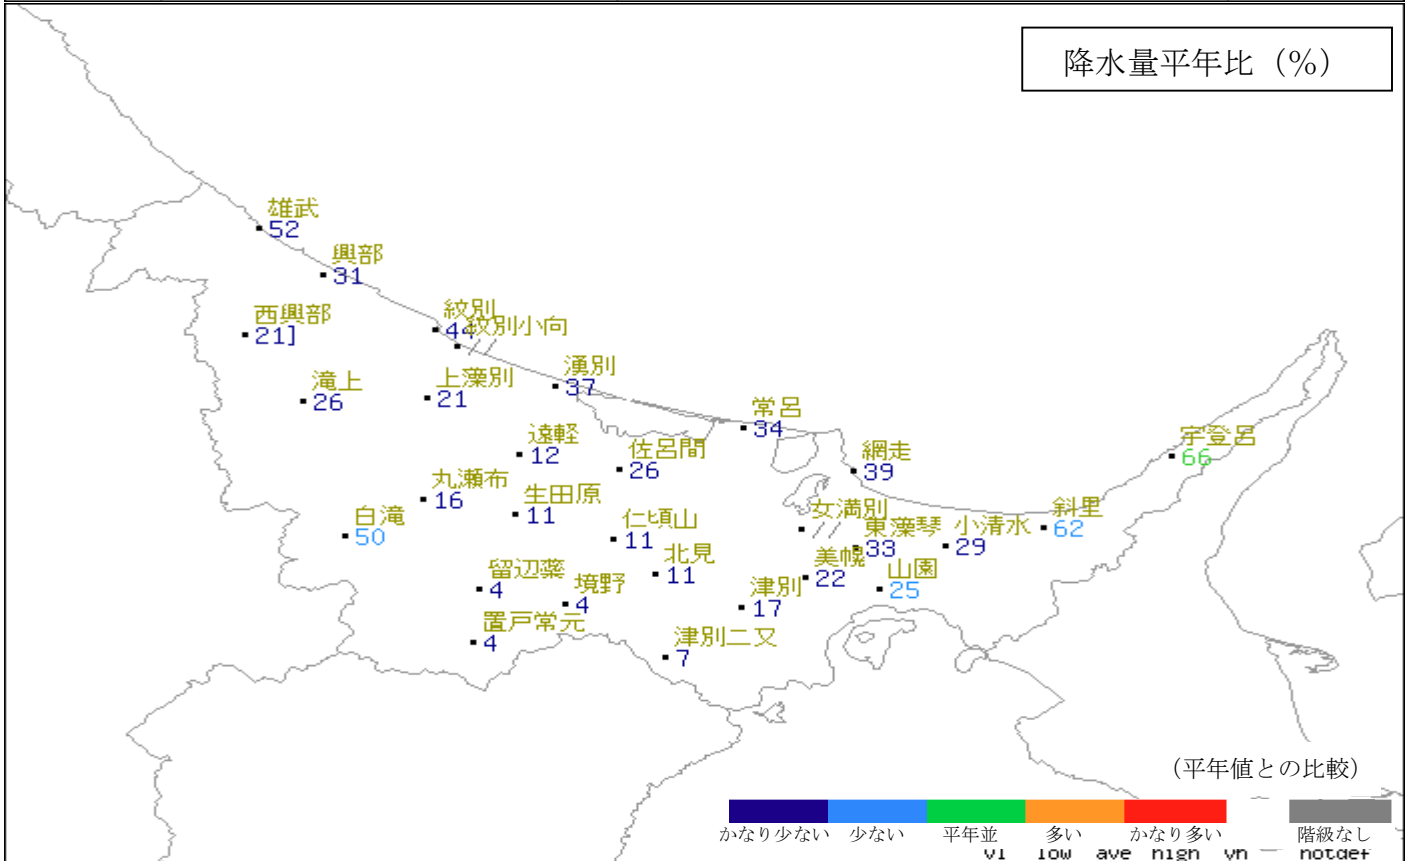 降水量平年比（％）
雄武
52
興部
31
西興部
21]
紋別
44
紋別小向
滝上
26
上藻別
21
湧別
37
常呂
34
遠軽
12
佐呂間
26
網走
39
宇登呂
66
丸瀬布
16
生田原
11
白滝
50
仁頃山
11
女満別
東藻琴
33
小清水
29
斜里
62
北見
11
美幌
22
山園
25
留辺蘂
4
境野
4
津別
17
置戸常元
4
津別二又
7
（平年値との比較）
かなり少ない 少ない 平年並 多い かなり多い 階級なし
vl low ave high vh notdef